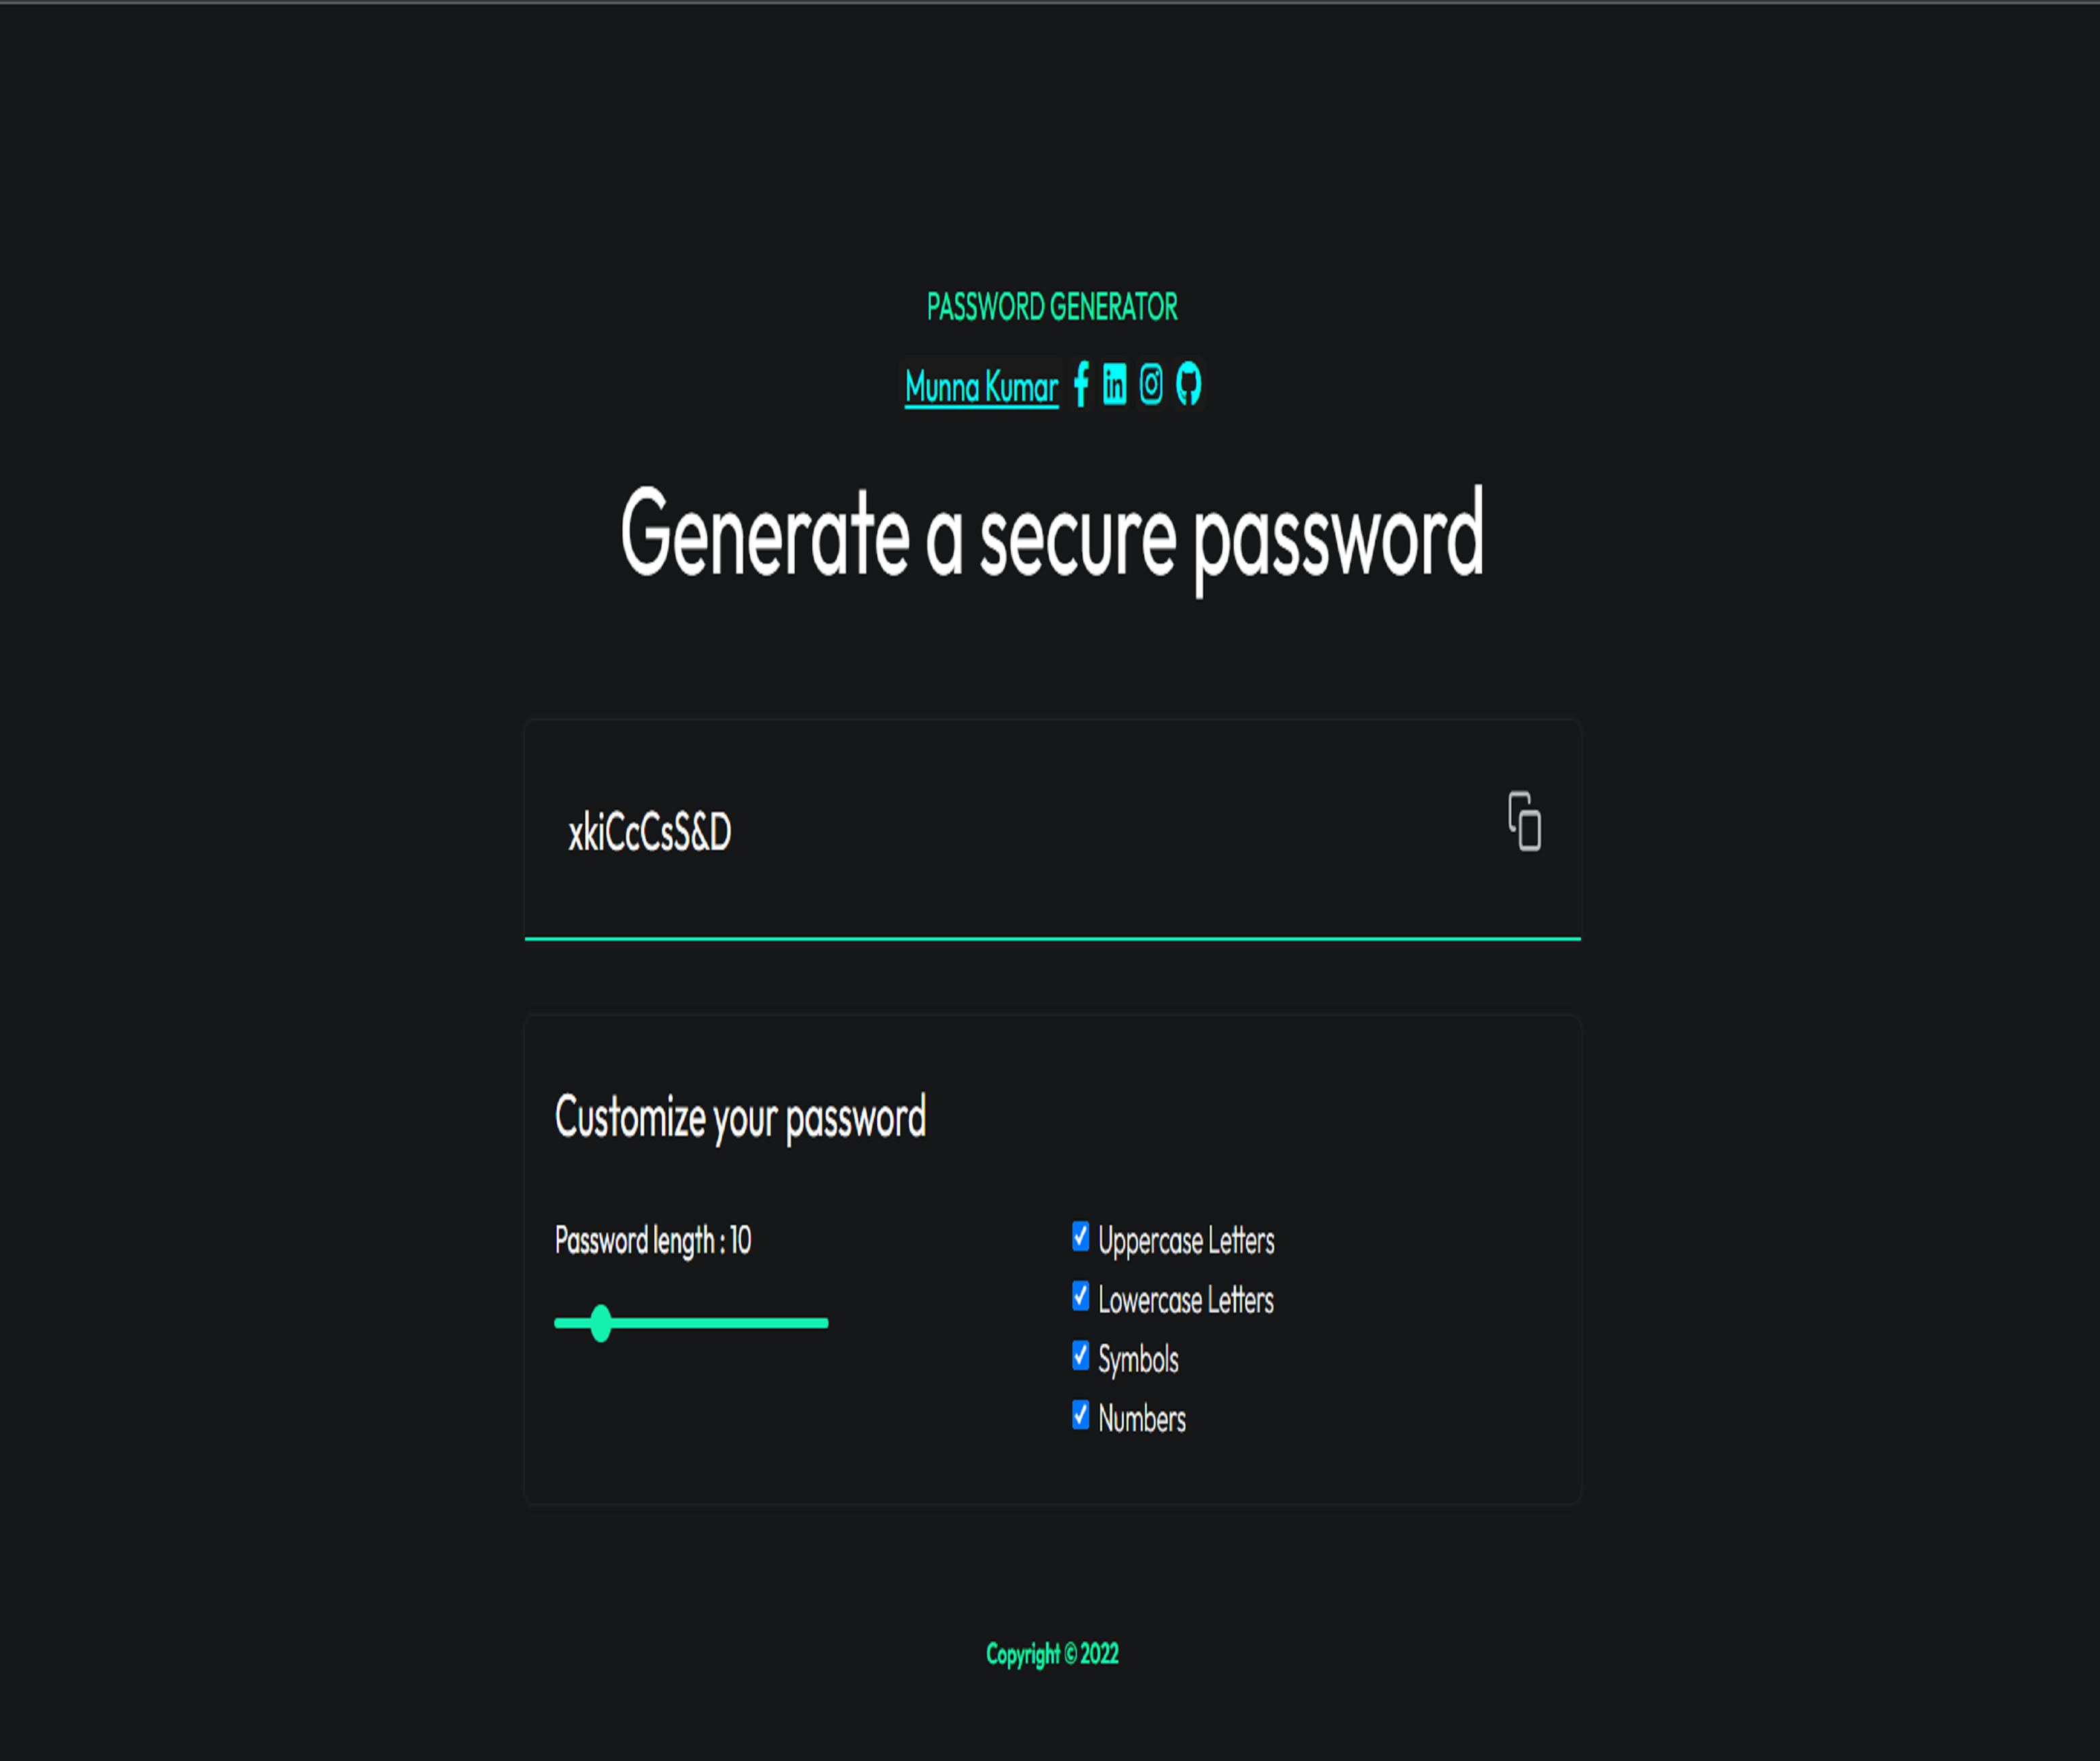 PASSWORD GENERATOR
Munna Kumar
Generate a secure password
xkiCcCsS&D
Customize your password
Password length : 10
Uppercase Letters
Lowercase Letters
Symbols
Numbers
Copyright © 2022